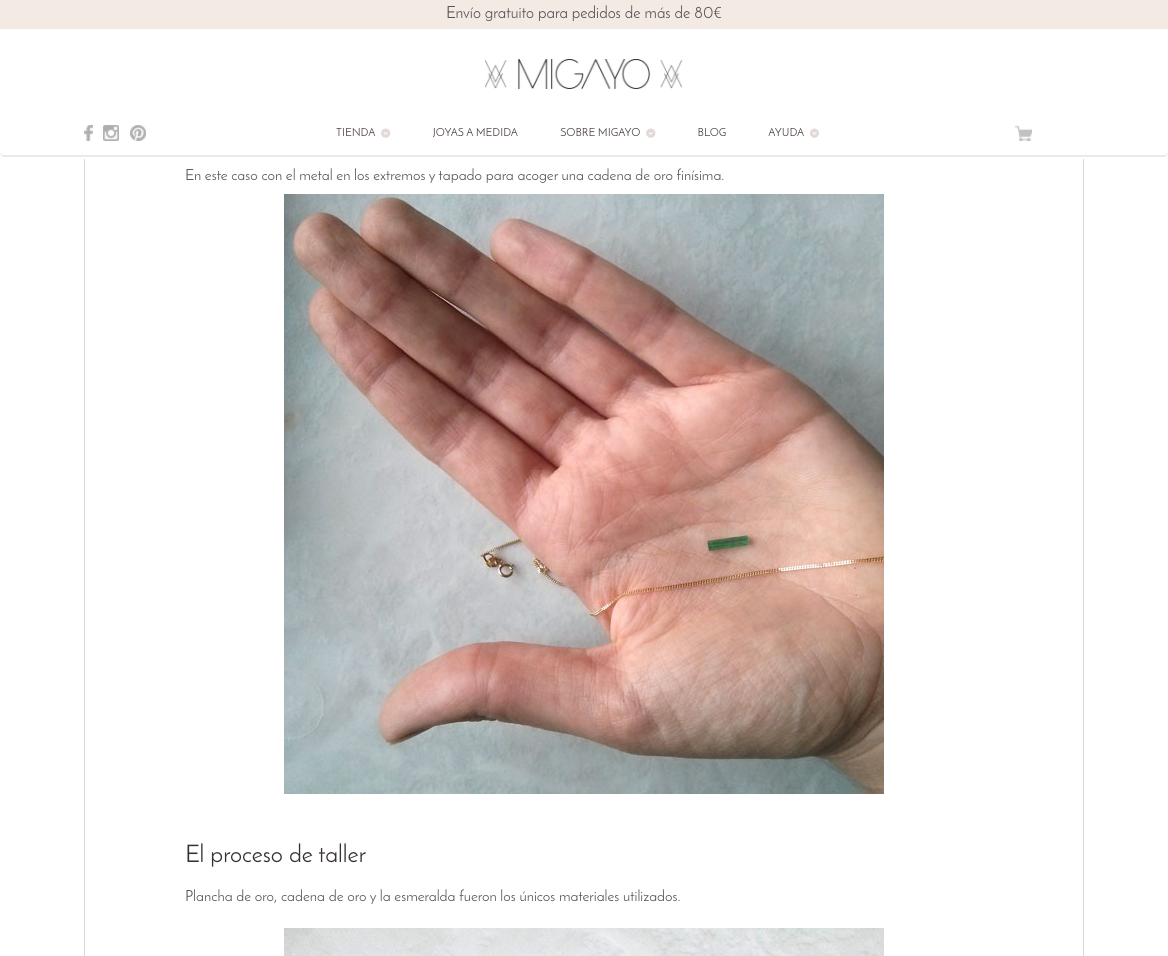 Envío gratuito para pedidos de más de 80€
MIGAYO
TIENDA
JOYAS A MEDIDA
SOBRE MIGAYO
BLOG
AYUDA
En este caso con el metal en los extremos y tapado para acoger una cadena de oro finísima.
El proceso de taller
Plancha de oro, cadena de oro y la esmeralda fueron los únicos materiales utilizados.